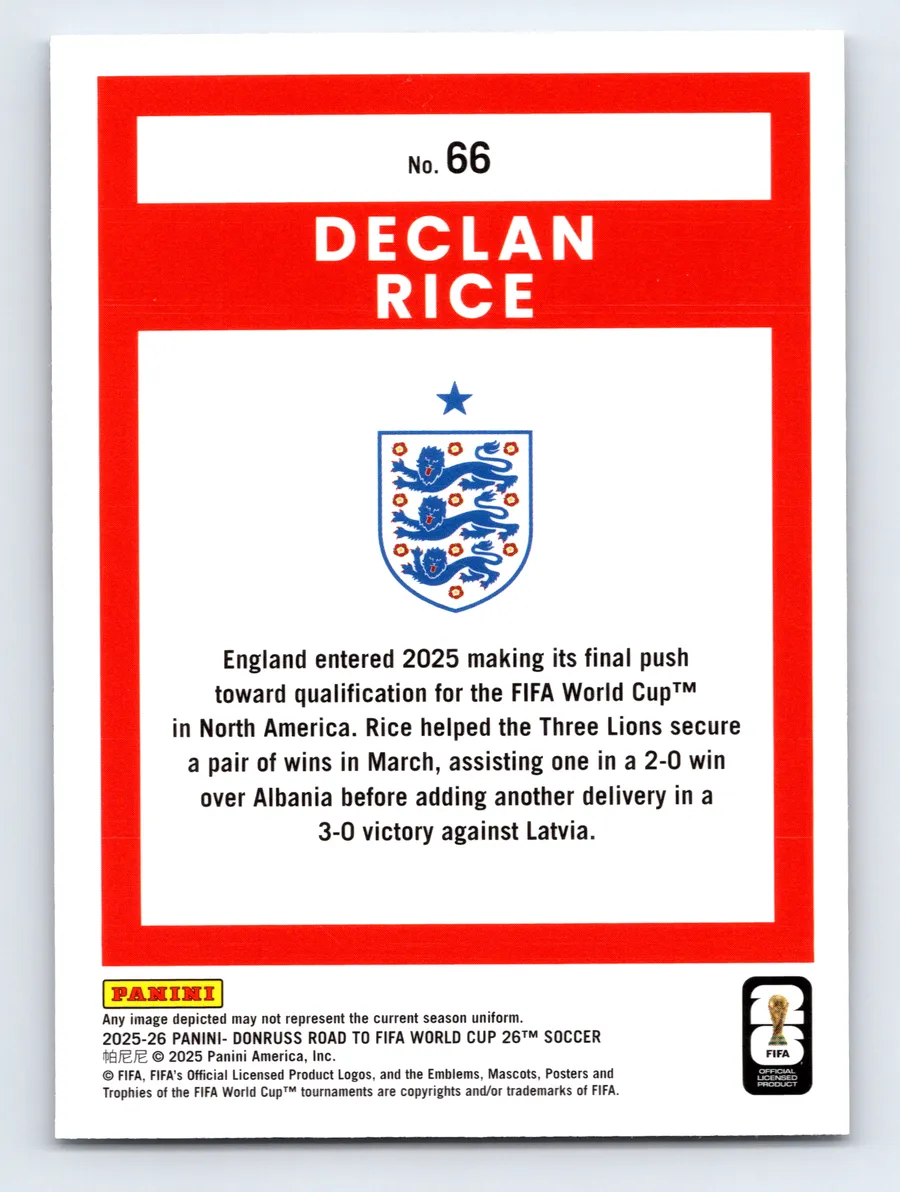 No. 66
DECLAN
RICE
England entered 2025 making its final push
toward qualification for the FIFA World Cup™
in North America. Rice helped the Three Lions secure
a pair of wins in March, assisting one in a 2-0 win
over Albania before adding another delivery in a
3-0 victory against Latvia.
PANINI
Any image depicted may not represent the current season uniform.
2025-26 PANINI- DONRUSS ROAD TO FIFA WORLD CUP 26™ SOCCER
帕尼尼 © 2025 Panini America, Inc.
© FIFA, FIFA's Official Licensed Product Logos, and the Emblems, Mascots, Posters and
Trophies of the FIFA World Cup™ tournaments are copyrights and/or trademarks of FIFA.
26
FIFA
OFFICIAL
LICENSED
PRODUCT